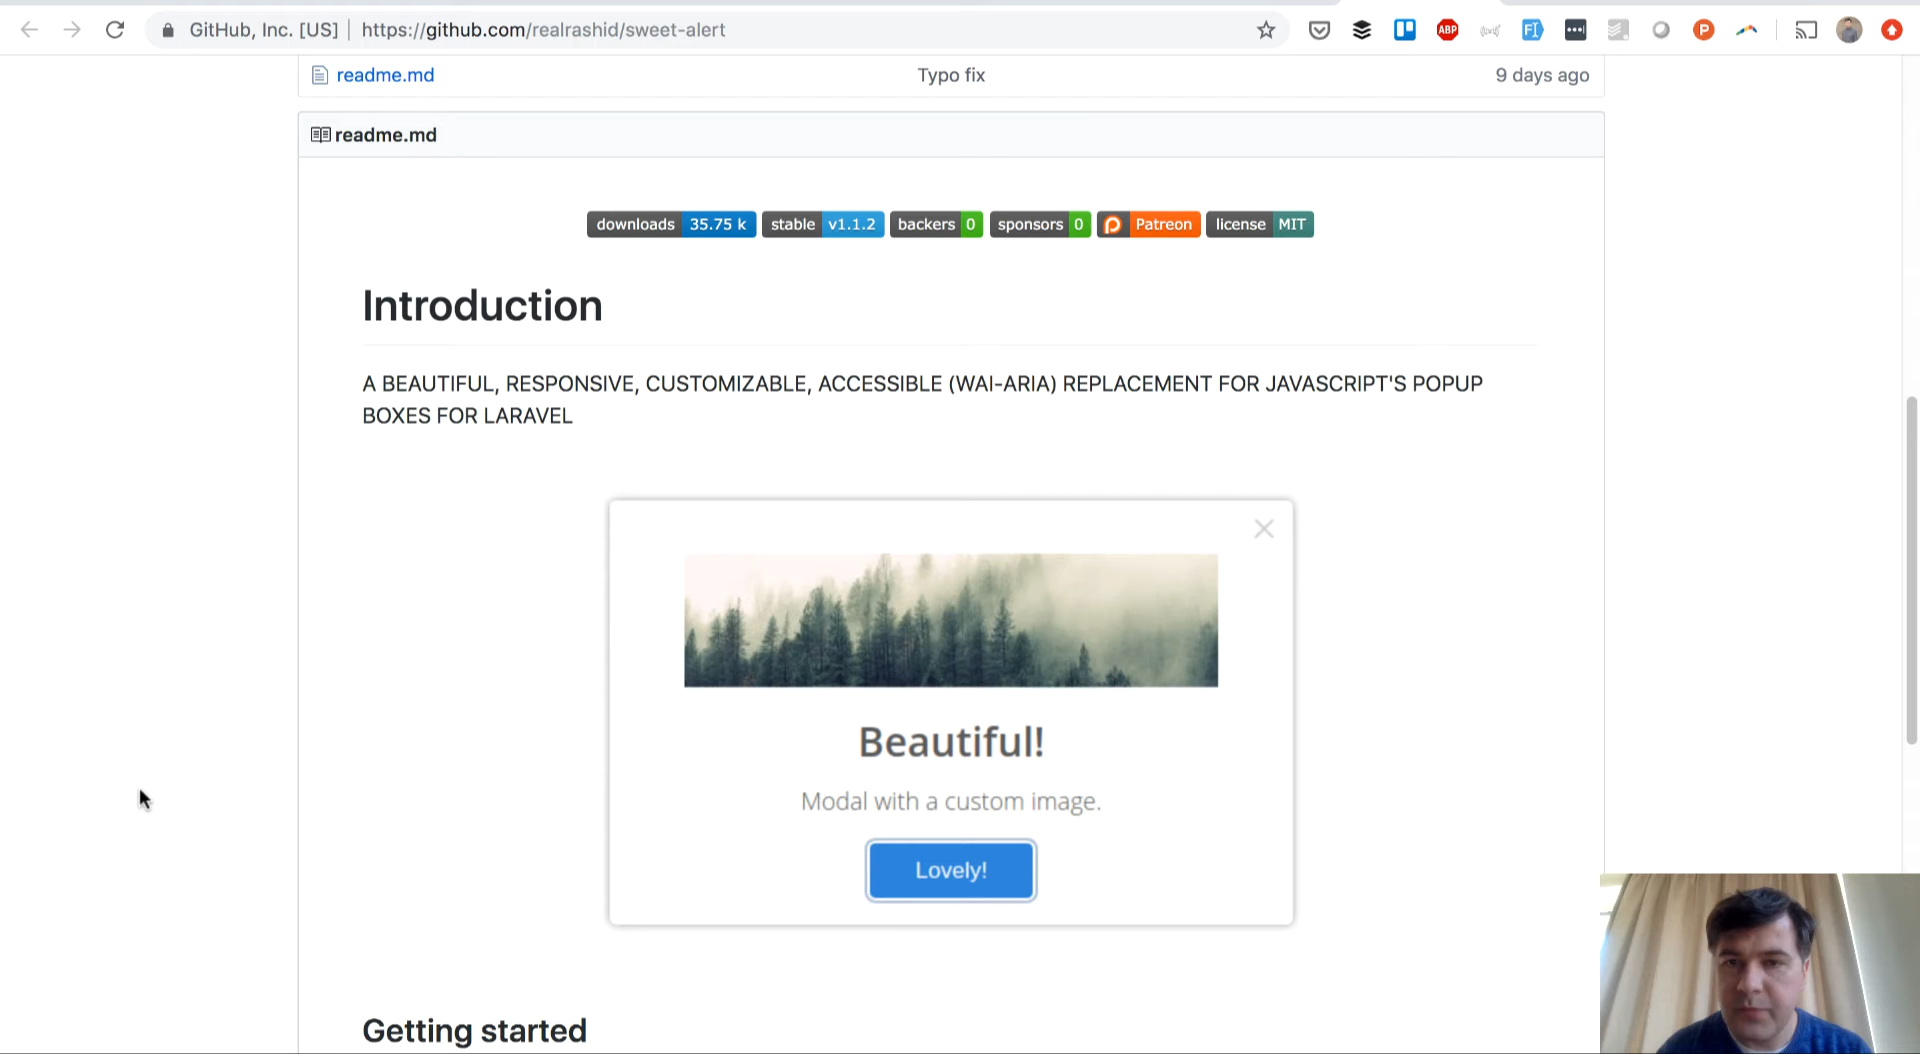 GitHub, Inc. [US] | https://github.com/realrashid/sweet-alert
ABP
P
readme.md Typo fix 9 days ago
readme.md
downloads 35.75 k stable v1.1.2 backers 0 sponsors 0 Patreon license MIT
Introduction
A BEAUTIFUL, RESPONSIVE, CUSTOMIZABLE, ACCESSIBLE (WAI-ARIA) REPLACEMENT FOR JAVASCRIPT'S POPUP
BOXES FOR LARAVEL
Beautiful!
Modal with a custom image.
Lovely!
Getting started